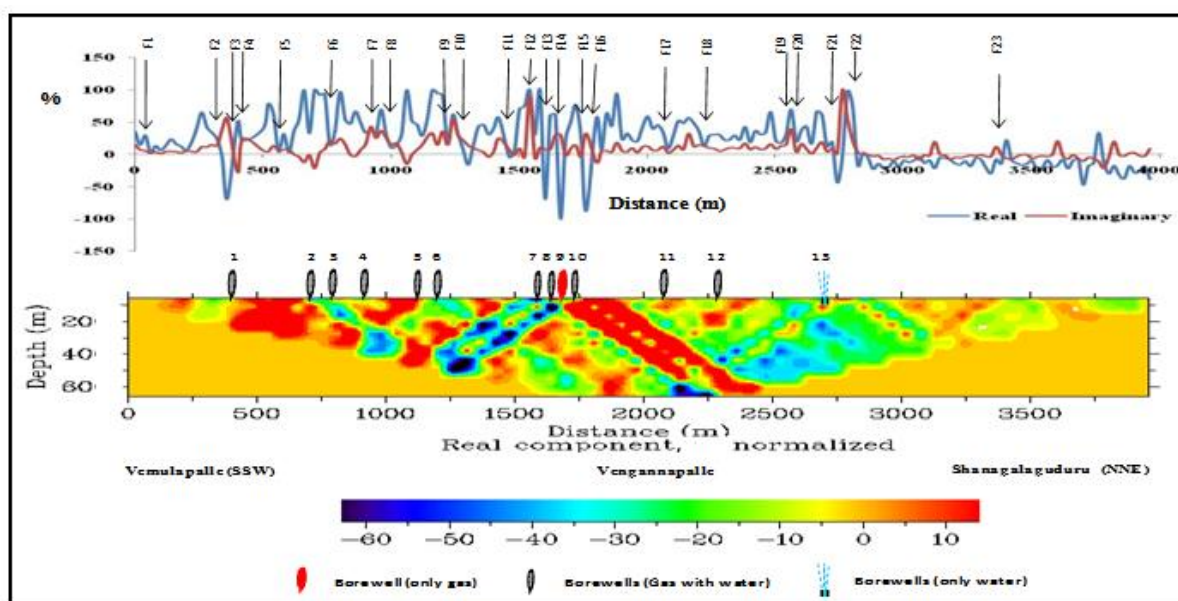 F1 F2 F3 F4 F5 F6 F7 F8 F9 F10 F11 F12 F13 F14 F15 F16 F17 F18 F19 F20 F21 F22 F23
150
100
%
50
0
-50
-100
-150
0 500 1000 1500 2000 2500 3000 3500 4000
Distance (m)
Real Imaginary
1 2 3 4 5 6 7 8 9 10 11 12 13
Depth (m)
20
40
60
0 500 1000 1500 2000 2500 3000 3500
Distance (m)
Real component, normalized
Vemulapalle (SSW) Vengannapalle Shanagalaguduru (NNE)
-60 -50 -40 -30 -20 -10 0 10
Borewell (only gas) Borewells (Gas with water) Borewells (only water)